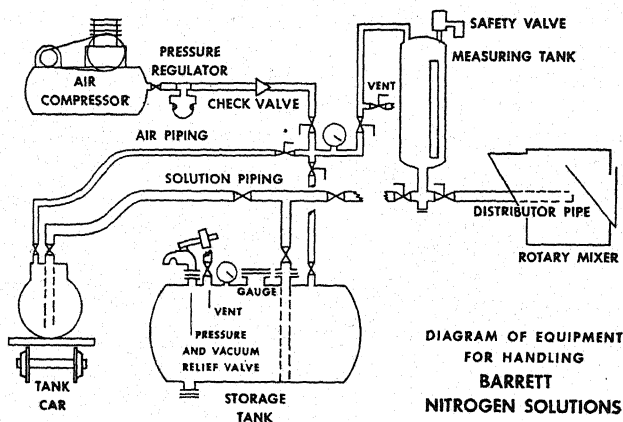 SAFETY VALVE
MEASURING TANK
PRESSURE
REGULATOR
AIR
COMPRESSOR
VENT
CHECK VALVE
AIR PIPING
SOLUTION PIPING
DISTRIBUTOR PIPE
ROTARY MIXER
GAUGE
VENT
PRESSURE
AND VACUUM
RELIEF VALVE
TANK
CAR
STORAGE
TANK
DIAGRAM OF EQUIPMENT
FOR HANDLING
BARRETT
NITROGEN SOLUTIONS